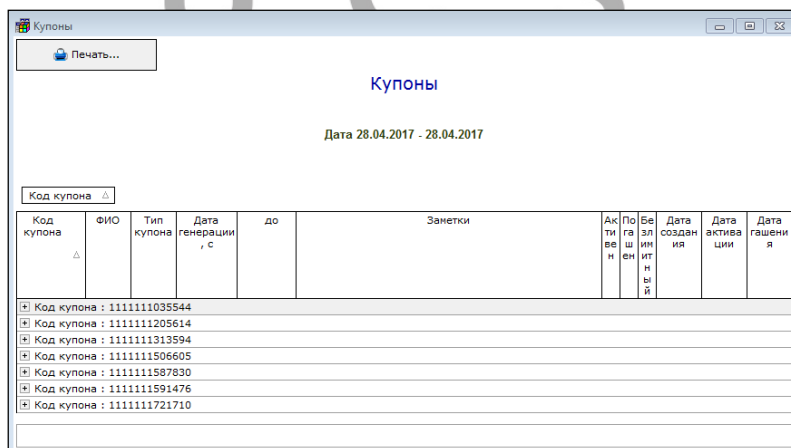 Купоны
Печать...
Купоны
Дата 28.04.2017 - 28.04.2017
Код купона
Код купона
ФИО
Тип купона
Дата генерации, с
до
Заметки
Активен
Погашен
Безлимитный
Дата создания
Дата активации
Дата гашения
Код купона : 1111111035544
Код купона : 1111111205614
Код купона : 1111111313594
Код купона : 1111111506605
Код купона : 1111111587830
Код купона : 1111111591476
Код купона : 1111111721710